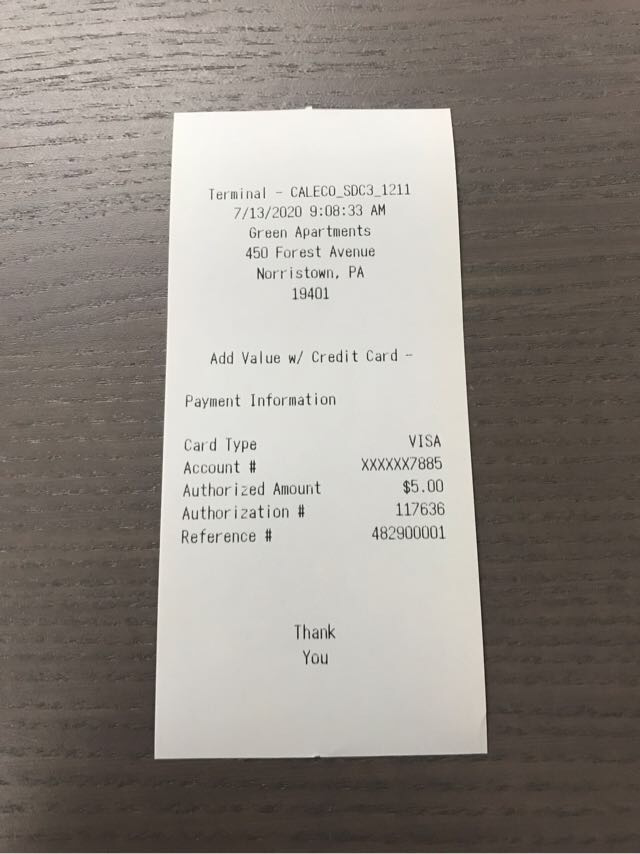 Terminal - CALECO_SDC3_1211
7/13/2020 9:08:33 AM
Green Apartments
450 Forest Avenue
Norristown, PA
19401
Add Value w/ Credit Card -
Payment Information
Card Type VISA
Account # XXXXXX7885
Authorized Amount $5.00
Authorization # 117636
Reference # 482900001
Thank
You